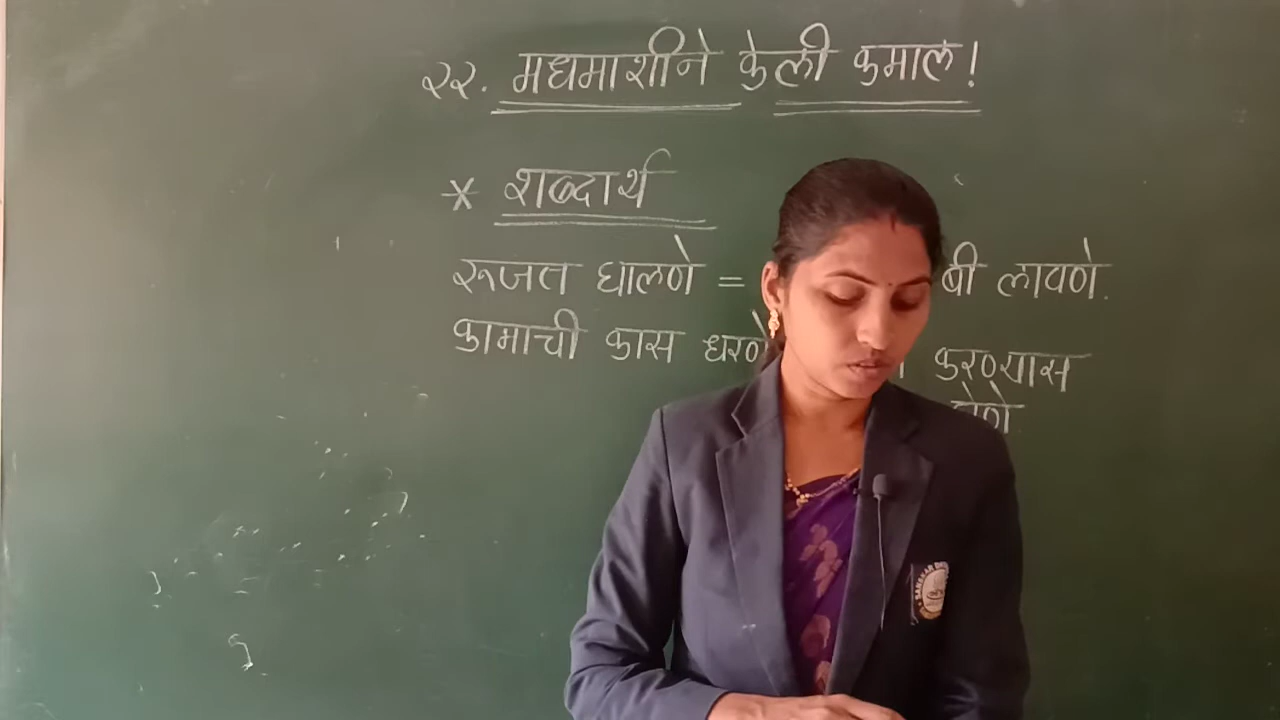 २२. मधमाशीने केली कमाल!
* शब्दार्थ
रूजत घालणे = बी लावणे.
कामाची कास धरणे करण्यास